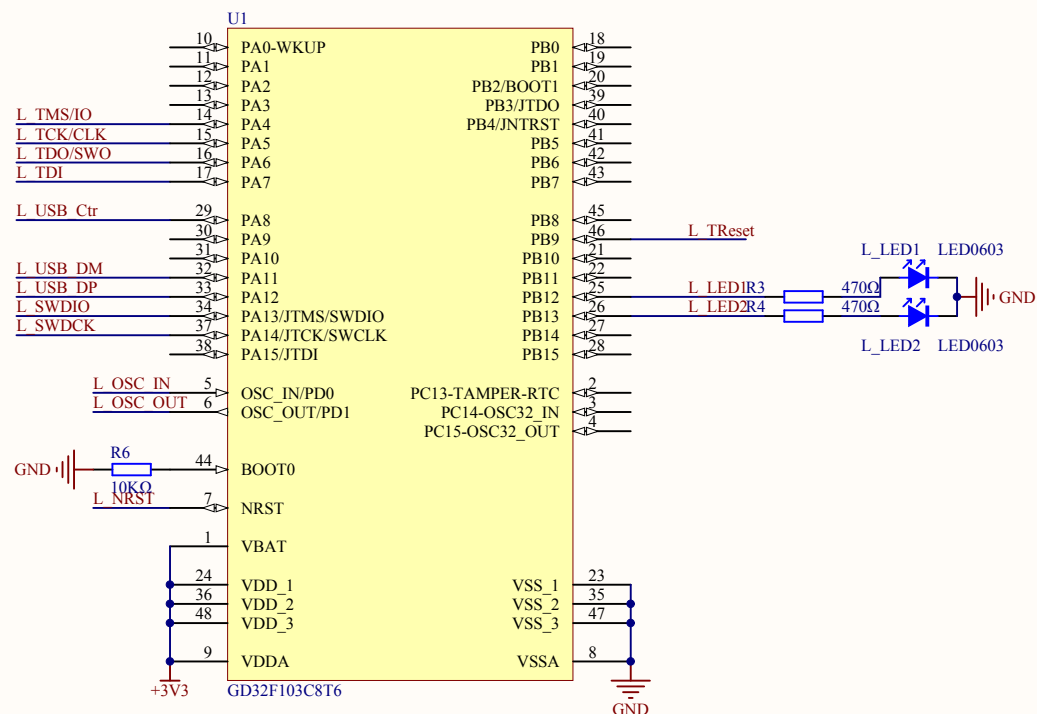 U1
10 PA0-WKUP PB0 18
11 PA1 PB1 19
12 PA2 PB2/BOOT1 20
13 PA3 PB3/JTDO 39
L_TMS/IO 14 PA4 PB4/JNTRST 40
L_TCK/CLK 15 PA5 PB5 41
L_TDO/SWO 16 PA6 PB6 42
L_TDI 17 PA7 PB7 43
L_USB_Ctr 29 PA8 PB8 45
30 PA9 PB9 46 L_TReset
31 PA10 PB10 21
L_LED1 LED0603
L_USB_DM 32 PA11 PB11 22
L_USB_DP 33 PA12 PB12 25 L_LED1 R3 470Ω GND
L_SWDIO 34 PA13/JTMS/SWDIO PB13 26 L_LED2 R4 470Ω
L_SWDCK 37 PA14/JTCK/SWCLK PB14 27
38 PA15/JTDI PB15 28
L_LED2 LED0603
L_OSC_IN 5 OSC_IN/PD0 PC13-TAMPER-RTC 2
L_OSC_OUT 6 OSC_OUT/PD1 PC14-OSC32_IN 3
PC15-OSC32_OUT 4
R6
GND 44 BOOT0
10KΩ
L_NRST 7 NRST
1 VBAT
24 VDD_1 VSS_1 23
36 VDD_2 VSS_2 35
48 VDD_3 VSS_3 47
9 VDDA VSSA 8
+3V3 GD32F103C8T6
GND